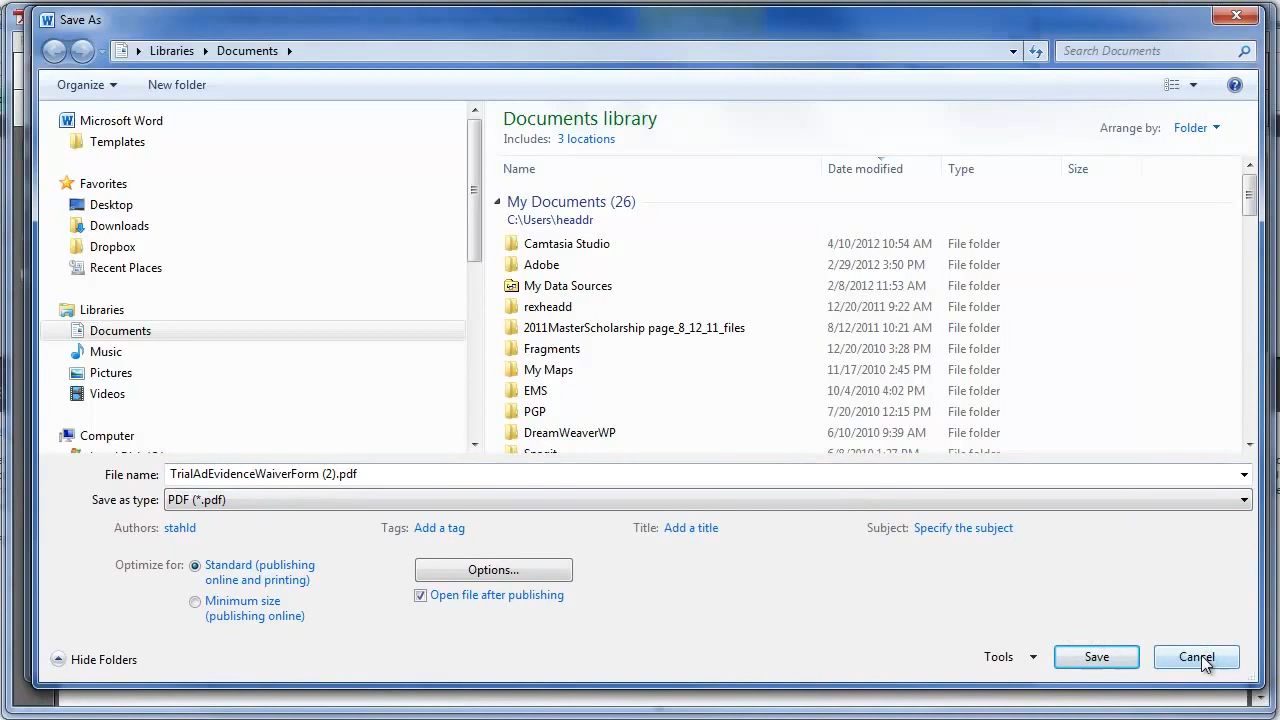 Save As
Libraries Documents
Search Documents
Organize New folder
Microsoft Word
Templates
Favorites
Desktop
Downloads
Dropbox
Recent Places
Libraries
Documents
Music
Pictures
Videos
Computer
Documents library
Includes: 3 locations
Arrange by: Folder
Name Date modified Type Size
My Documents (26)
C:\Users\headdr
Camtasia Studio 4/10/2012 10:54 AM File folder
Adobe 2/29/2012 3:50 PM File folder
My Data Sources 2/8/2012 11:53 AM File folder
rexheadd 12/20/2011 9:22 AM File folder
2011MasterScholarship page_8_12_11_files 8/12/2011 10:21 AM File folder
Fragments 12/20/2010 3:28 PM File folder
My Maps 11/17/2010 2:45 PM File folder
EMS 10/4/2010 4:02 PM File folder
PGP 7/20/2010 12:15 PM File folder
DreamWeaverWP 6/10/2010 9:39 AM File folder
File name: TrialAdEvidenceWaiverForm (2).pdf
Save as type: PDF (*.pdf)
Authors: stahld Tags: Add a tag Title: Add a title Subject: Specify the subject
Optimize for: Standard (publishing
online and printing)
Minimum size
(publishing online)
Options...
Open file after publishing
Hide Folders
Tools Save Cancel